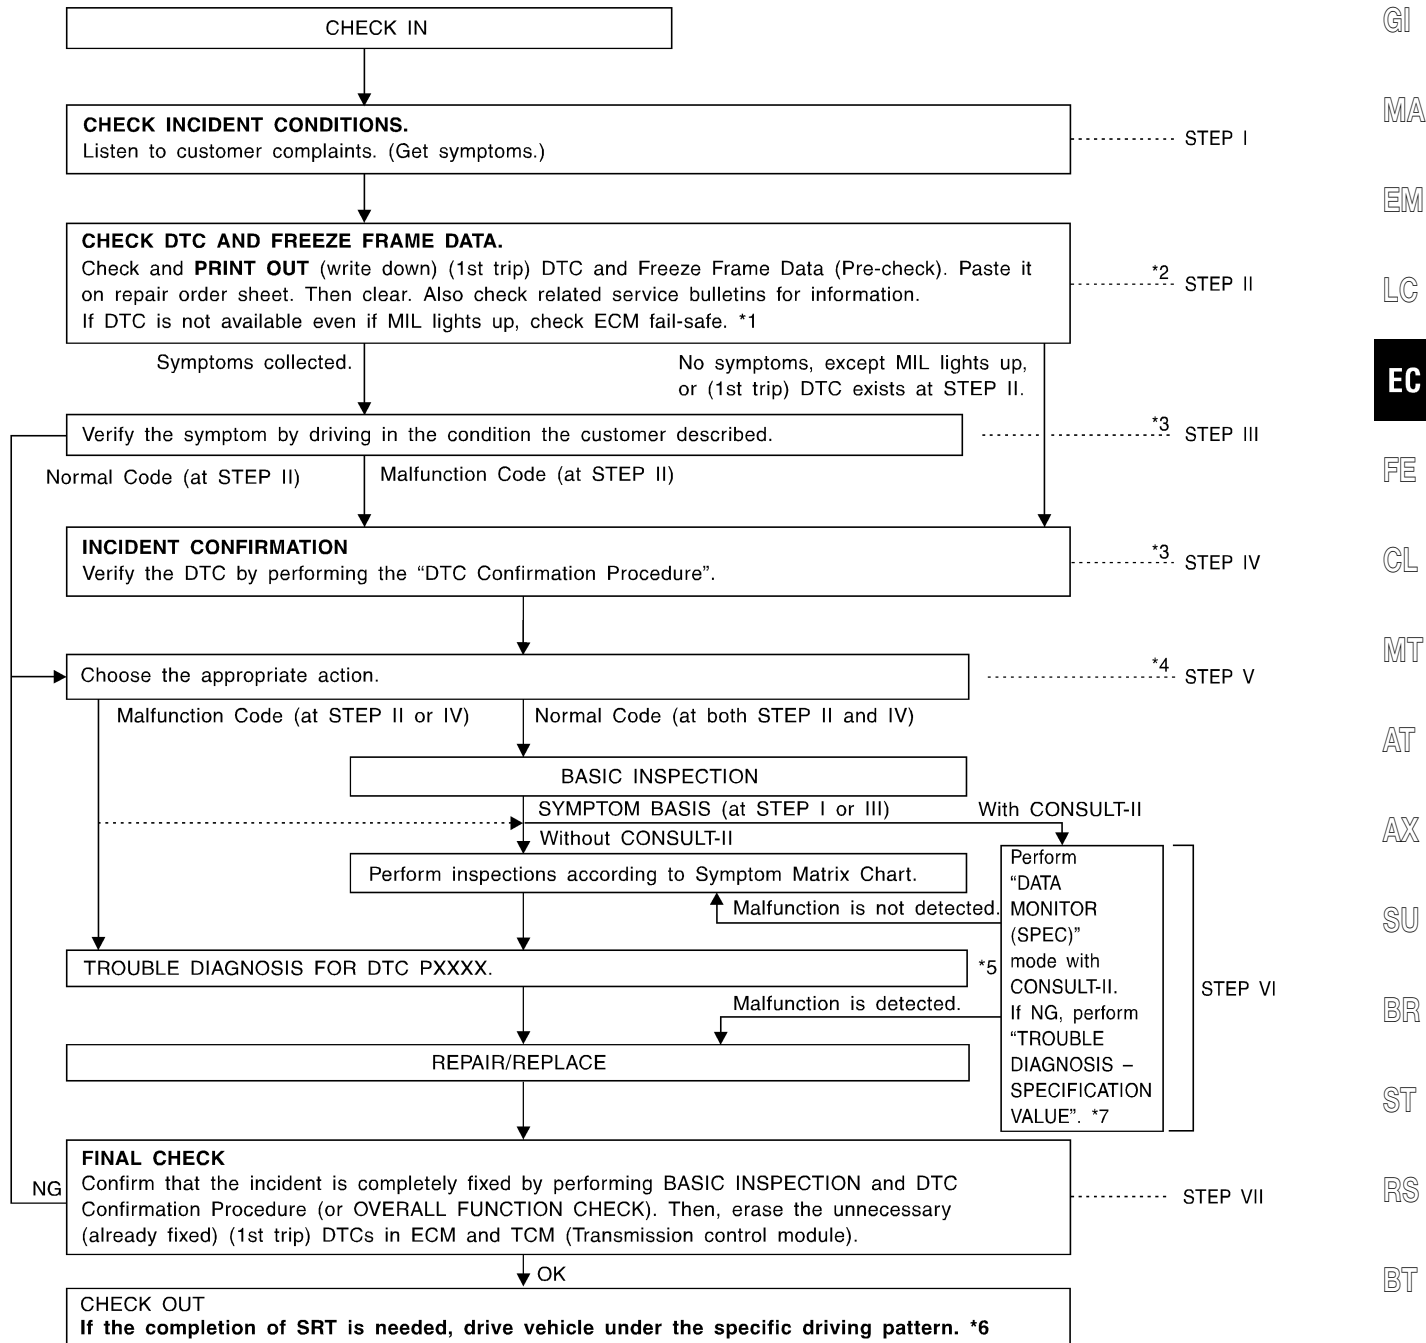 CHECK IN
CHECK INCIDENT CONDITIONS.
Listen to customer complaints. (Get symptoms.)
STEP I
CHECK DTC AND FREEZE FRAME DATA.
Check and PRINT OUT (write down) (1st trip) DTC and Freeze Frame Data (Pre-check). Paste it
on repair order sheet. Then clear. Also check related service bulletins for information.
If DTC is not available even if MIL lights up, check ECM fail-safe. *1
*2
STEP II
Symptoms collected.
No symptoms, except MIL lights up,
or (1st trip) DTC exists at STEP II.
Verify the symptom by driving in the condition the customer described.
*3
STEP III
Normal Code (at STEP II)
Malfunction Code (at STEP II)
INCIDENT CONFIRMATION
Verify the DTC by performing the “DTC Confirmation Procedure”.
*3
STEP IV
Choose the appropriate action.
*4
STEP V
Malfunction Code (at STEP II or IV)
Normal Code (at both STEP II and IV)
BASIC INSPECTION
SYMPTOM BASIS (at STEP I or III)
With CONSULT-II
Without CONSULT-II
Perform inspections according to Symptom Matrix Chart.
Malfunction is not detected.
TROUBLE DIAGNOSIS FOR DTC PXXXX.
*5
Malfunction is detected.
REPAIR/REPLACE
Perform
“DATA
MONITOR
(SPEC)”
mode with
CONSULT-II.
If NG, perform
“TROUBLE
DIAGNOSIS –
SPECIFICATION
VALUE”. *7
STEP VI
NG
FINAL CHECK
Confirm that the incident is completely fixed by performing BASIC INSPECTION and DTC
Confirmation Procedure (or OVERALL FUNCTION CHECK). Then, erase the unnecessary
(already fixed) (1st trip) DTCs in ECM and TCM (Transmission control module).
STEP VII
OK
CHECK OUT
If the completion of SRT is needed, drive vehicle under the specific driving pattern. *6
GI
MA
EM
LC
EC
FE
CL
MT
AT
AX
SU
BR
ST
RS
BT